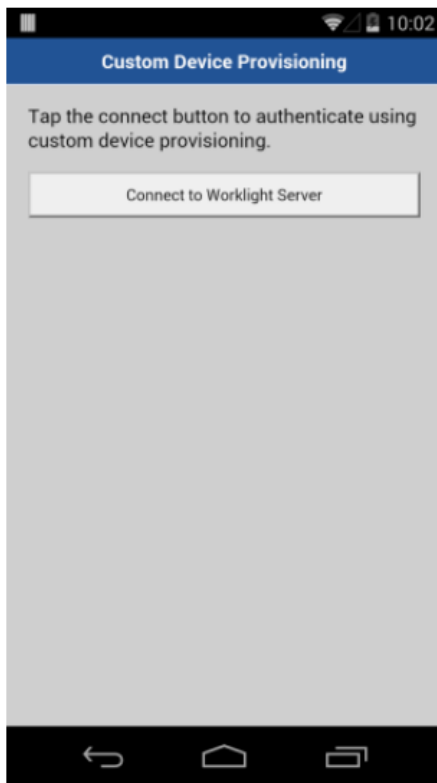 10:02
Custom Device Provisioning
Tap the connect button to authenticate using
custom device provisioning.
Connect to Worklight Server